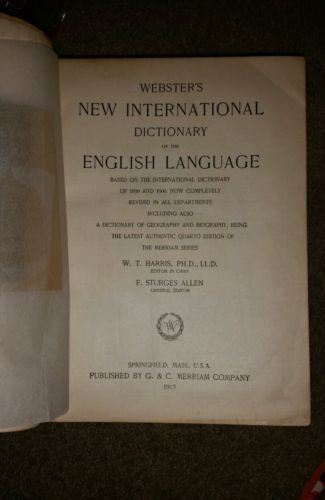 WEBSTER'S
NEW INTERNATIONAL
DICTIONARY
OF THE
ENGLISH LANGUAGE
BASED ON THE INTERNATIONAL DICTIONARY
OF 1890 AND 1900 NOW COMPLETELY
REVISED IN ALL DEPARTMENTS
INCLUDING ALSO
A DICTIONARY OF GEOGRAPHY AND BIOGRAPHY, BEING
THE LATEST AUTHENTIC QUARTO EDITION OF
THE MERRIAM SERIES
W. T. HARRIS, PH.D., LL.D.
EDITOR IN CHIEF
F. STURGES ALLEN
GENERAL EDITOR
W
SPRINGFIELD, MASS., U.S.A.
PUBLISHED BY G. & C. MERRIAM COMPANY